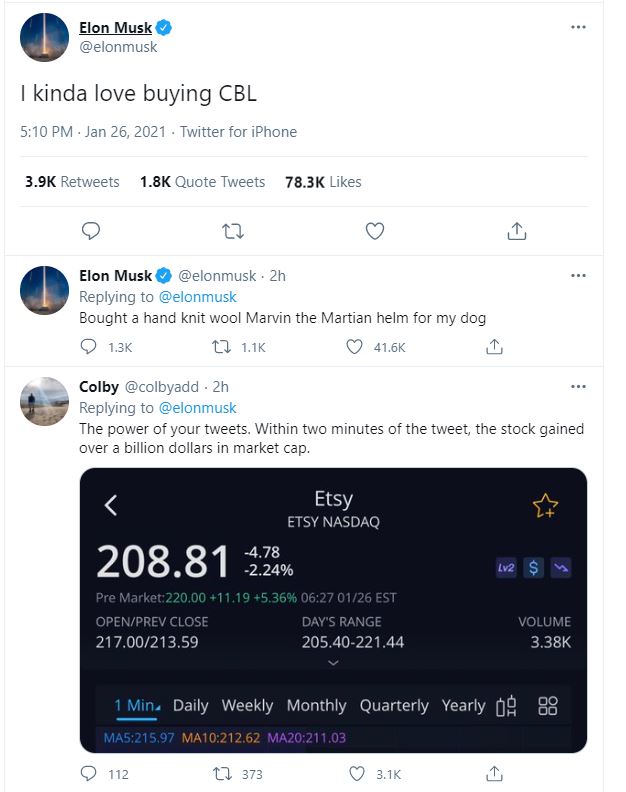 Elon Musk
@elonmusk
I kinda love buying CBL
5:10 PM · Jan 26, 2021 · Twitter for iPhone
3.9K Retweets 1.8K Quote Tweets 78.3K Likes
Elon Musk @elonmusk · 2h
Replying to @elonmusk
Bought a hand knit wool Marvin the Martian helm for my dog
1.3K 1.1K 41.6K
Colby @colbyadd · 2h
Replying to @elonmusk
The power of your tweets. Within two minutes of the tweet, the stock gained
over a billion dollars in market cap.
Etsy
ETSY NASDAQ
208.81 -4.78
-2.24%
Lv2 $
Pre Market:220.00 +11.19 +5.36% 06:27 01/26 EST
OPEN/PREV CLOSE DAY'S RANGE VOLUME
217.00/213.59 205.40-221.44 3.38K
1 Min Daily Weekly Monthly Quarterly Yearly
MA5:215.97 MA10:212.62 MA20:211.03
112 373 3.1K